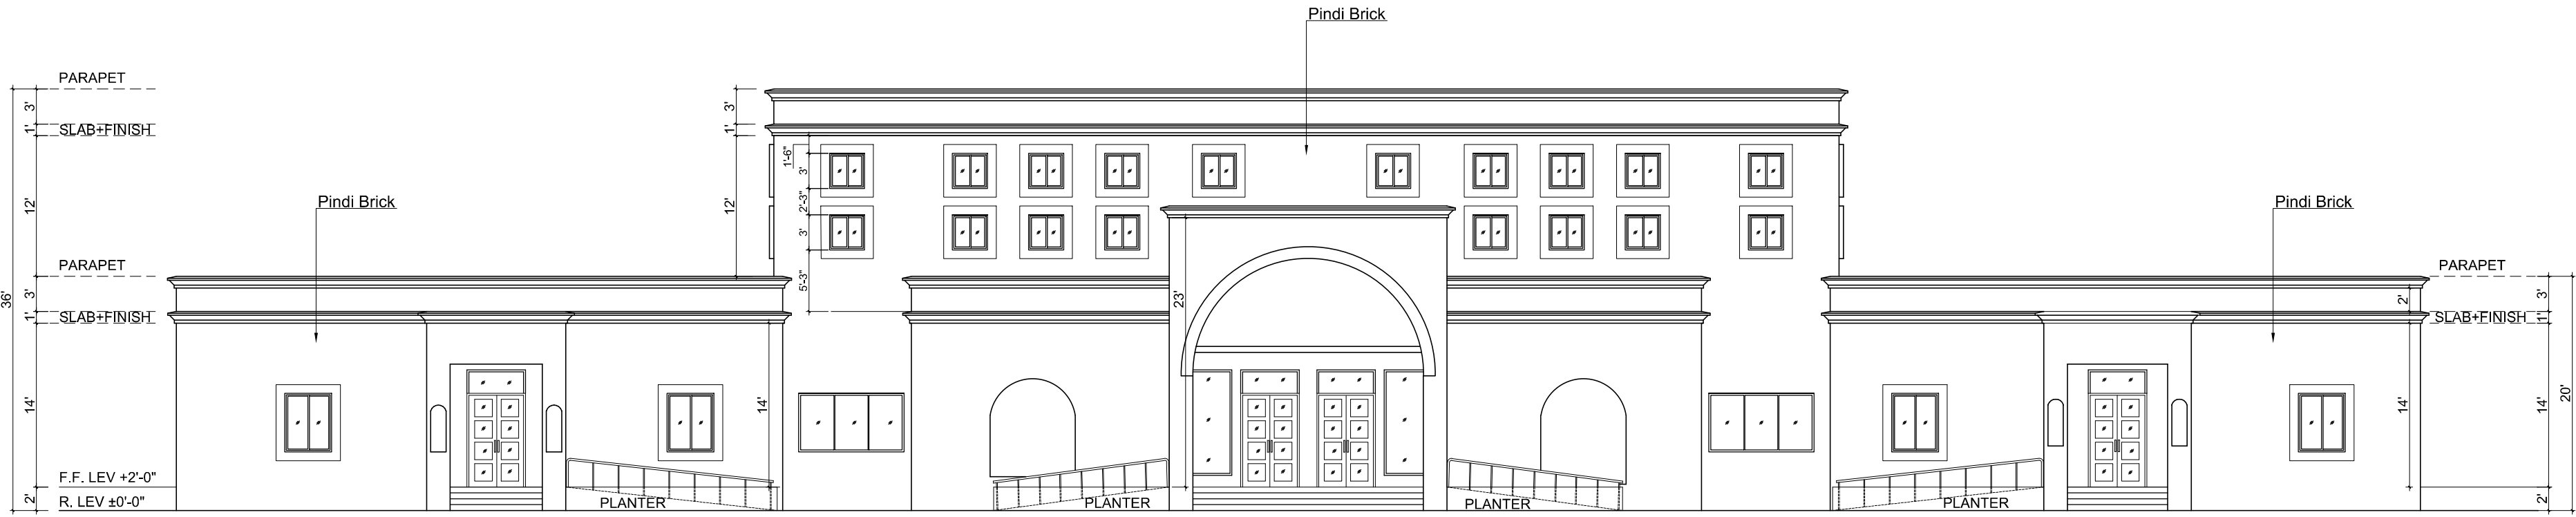 Pindi Brick
PARAPET
3'
3'
1'
SLAB+FINISH
1'
1'-6"
3'
12'
12'
2'-3"
3'
Pindi Brick
Pindi Brick
PARAPET
PARAPET
5'-3"
23'
36'
3'
2'
3'
1'
SLAB+FINISH
1'
SLAB+FINISH
14'
14'
14'
14'
20'
F.F. LEV +2'-0"
2'
R. LEV ±0'-0"
PLANTER
PLANTER
PLANTER
PLANTER
2'